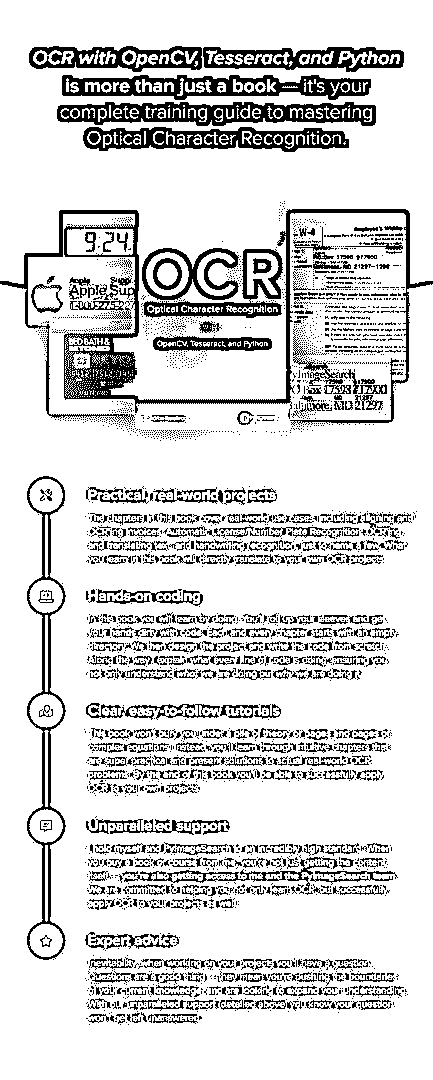 OCR with OpenCV, Tesseract, and Python
is more than just a book — it's your
complete training guide to mastering
Optical Character Recognition.
9:24
W-4
OCR
Optical Character Recognition
OpenCV, Tesseract, and Python
Apple Supp
1-800-275-2273
BED BATH &
PyImageSearch
PO Box 17598 #17900
Baltimore, MD 21297
Practical, real-world projects
The chapters in this book cover real-world use cases, including aligning and
OCR'ing invoices, Automatic License/Number Plate Recognition, OCR'ing
and translating text, and handwriting recognition, just to name a few. What
you learn in this book will directly translate to your own OCR projects.
Hands-on coding
In this book you will learn by doing. You'll roll up your sleeves and get
your hands dirty with code. Each and every chapter starts with an empty
directory. We then design the project and write the code from scratch.
Along the way I explain what every line of code is doing, ensuring you
not only understand what we are doing but why we are doing it.
Clear, easy-to-follow tutorials
This book won't bury you under a pile of theory or pages and pages of
complex equations. Instead, you'll learn through intuitive chapters that
are super practical and present solutions to actual real-world OCR
problems. By the end of this book you'll be able to successfully apply
OCR to your own projects.
Unparalleled support
I hold myself and PyImageSearch to an incredibly high standard. When
you buy a book or course from me, you're not just getting the content
itself — you're also getting access to me and the PyImageSearch team.
We are committed to helping you not only learn OCR, but successfully
apply OCR to your projects as well.
Expert advice
Inevitably, when working on your projects you'll have a question.
Questions are a good thing — they mean you're pushing the boundaries
of your current knowledge and are looking to expand your understanding.
With our unparalleled support (detailed above) you know your question
won't get left unanswered.